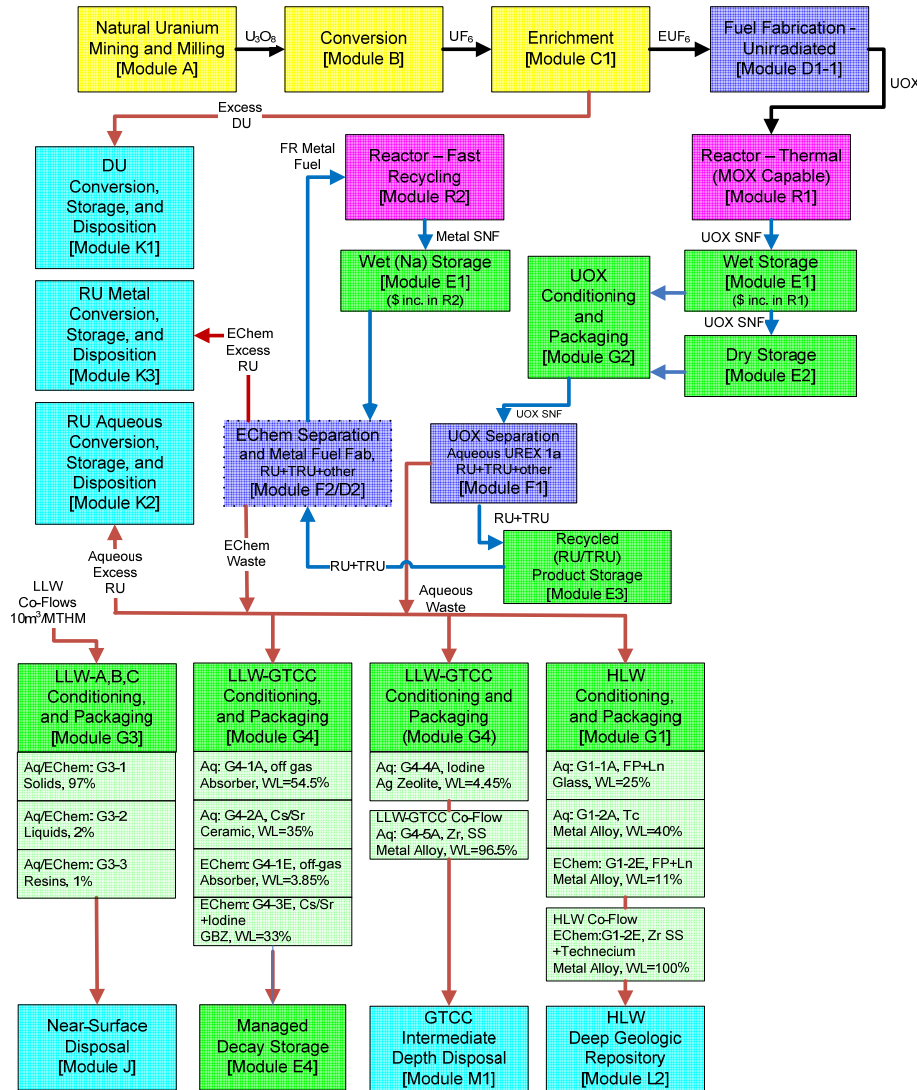 Natural Uranium
Mining and Milling
[Module A]
U3O8
Conversion
[Module B]
UF6
Enrichment
[Module C1]
EUF6
Fuel Fabrication -
Unirradiated
[Module D1-1]
UOX
Excess
DU
DU
Conversion,
Storage, and
Disposition
[Module K1]
FR Metal
Fuel
Reactor – Fast
Recycling
[Module R2]
Reactor – Thermal
(MOX Capable)
[Module R1]
Metal SNF
UOX SNF
Wet (Na) Storage
[Module E1]
($ inc. in R2)
UOX
Conditioning
and
Packaging
[Module G2]
Wet Storage
[Module E1]
($ inc. in R1)
UOX SNF
Dry Storage
[Module E2]
RU Metal
Conversion,
Storage, and
Disposition
[Module K3]
EChem
Excess
RU
RU Aqueous
Conversion,
Storage, and
Disposition
[Module K2]
UOX SNF
EChem Separation
and Metal Fuel Fab,
RU+TRU+other
[Module F2/D2]
UOX Separation
Aqueous UREX 1a
RU+TRU+other
[Module F1]
RU+TRU
Recycled
(RU/TRU)
Product Storage
[Module E3]
EChem
Waste
RU+TRU
Aqueous
Excess
RU
Aqueous
Waste
LLW
Co-Flows
10m3/MTHM
LLW-A,B,C
Conditioning,
and Packaging
[Module G3]
LLW-GTCC
Conditioning,
and Packaging
[Module G4]
LLW-GTCC
Conditioning and
Packaging
(Module G4)
HLW
Conditioning,
and Packaging
[Module G1]
Aq/EChem: G3-1
Solids, 97%
Aq/EChem: G3-2
Liquids, 2%
Aq/EChem: G3-3
Resins, 1%
Aq: G4-1A, off gas
Absorber, WL=54.5%
Aq: G4-2A, Cs/Sr
Ceramic, WL=35%
EChem: G4-1E, off-gas
Absorber, WL=3.85%
EChem: G4-3E, Cs/Sr
+Iodine
GBZ, WL=33%
Aq: G4-4A, Iodine
Ag Zeolite, WL=4.45%
LLW-GTCC Co-Flow
Aq: G4-5A, Zr, SS
Metal Alloy, WL=96.5%
Aq: G1-1A, FP+Ln
Glass, WL=25%
Aq: G1-2A, Tc
Metal Alloy, WL=40%
EChem: G1-2E, FP+Ln
Metal Alloy, WL=11%
HLW Co-Flow
EChem:G1-2E, Zr SS
+Technecium
Metal Alloy, WL=100%
Near-Surface
Disposal
[Module J]
Managed
Decay Storage
[Module E4]
GTCC
Intermediate
Depth Disposal
[Module M1]
HLW
Deep Geologic
Repository
[Module L2]